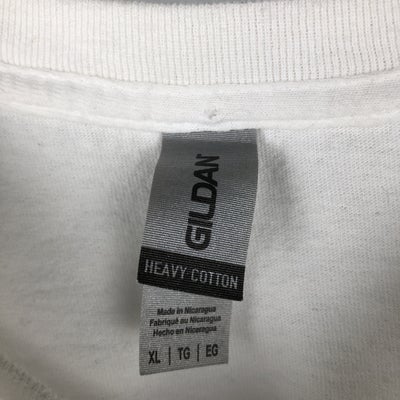 GILDAN
HEAVY COTTON
Made in Nicaragua
Fabriqué au Nicaragua
Hecho en Nicaragua
XL | TG | EG